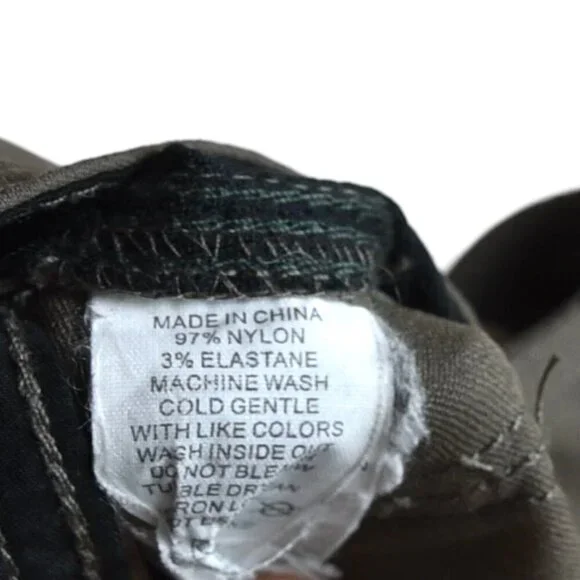 MADE IN CHINA
97% NYLON
3% ELASTANE
MACHINE WASH
COLD GENTLE
WITH LIKE COLORS
WASH INSIDE OUT
DO NOT